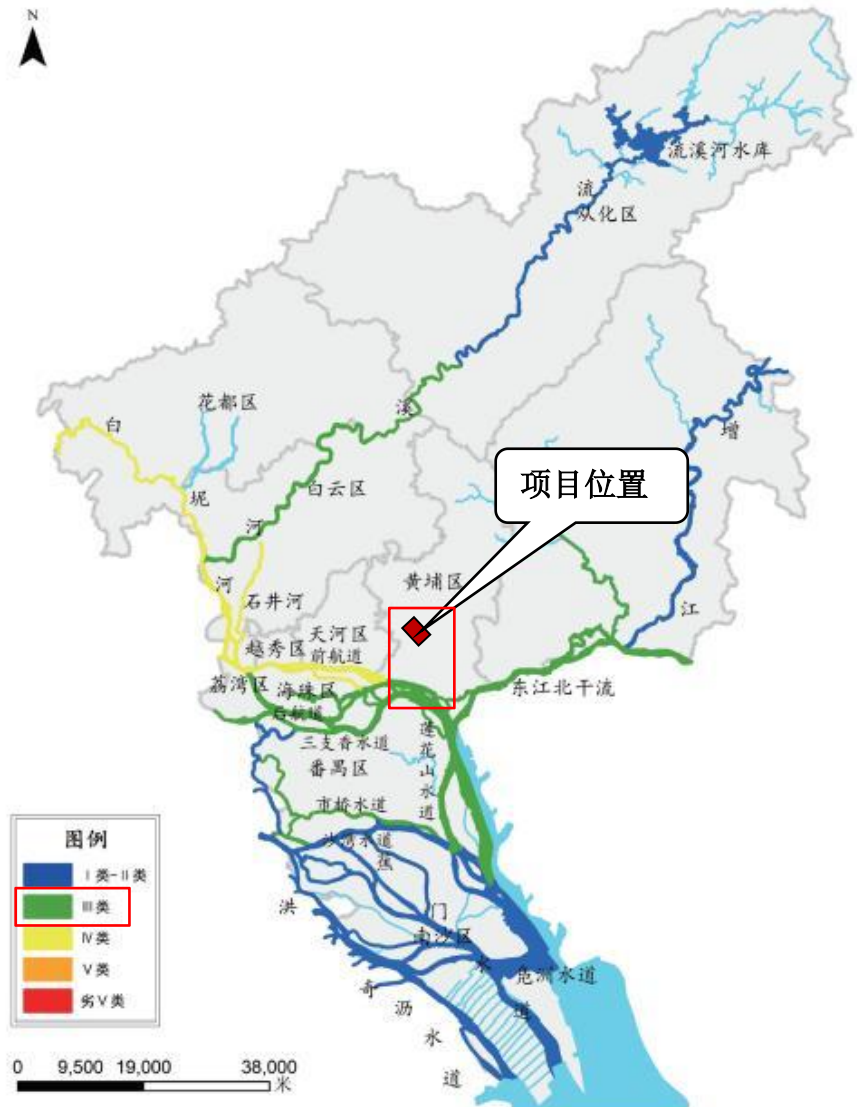 N
流溪河水库
流
从化区
花都区
白
溪
增
项目位置
白云区
坭
河
黄埔区
河
石井河
江
天河区
越秀区
前航道
荔湾区
海珠区
东江北干流
后航道
三支香水道
莲花山水道
番禺区
市桥水道
沙湾水道
蕉
洪
门
南沙区
水
凫洲水道
奇
道
沥
水
道
图例
Ⅰ类-Ⅱ类
Ⅲ类
Ⅳ类
Ⅴ类
劣Ⅴ类
0 9,500 19,000 38,000
米